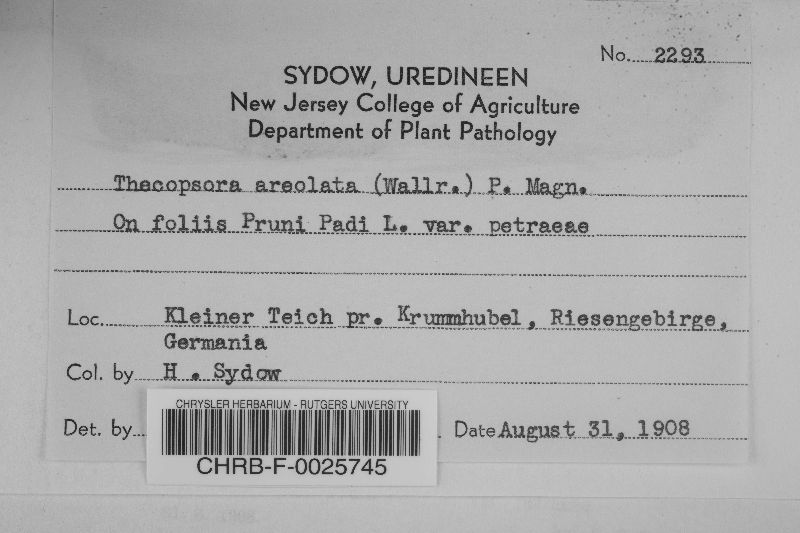 No. 2293
SYDOW, UREDINEEN
New Jersey College of Agriculture
Department of Plant Pathology
Thecopsora areolata (Wallr.) P. Magn.
On foliis Pruni Padi L. var. petraeae
Loc. Kleiner Teich pr. Krummhubel, Riesengebirge,
Germania
Col. by H . Sydow
CHRYSLER HERBARIUM - RUTGERS UNIVERSITY
Det. by
Date August 31, 1908
CHRB-F-0025745